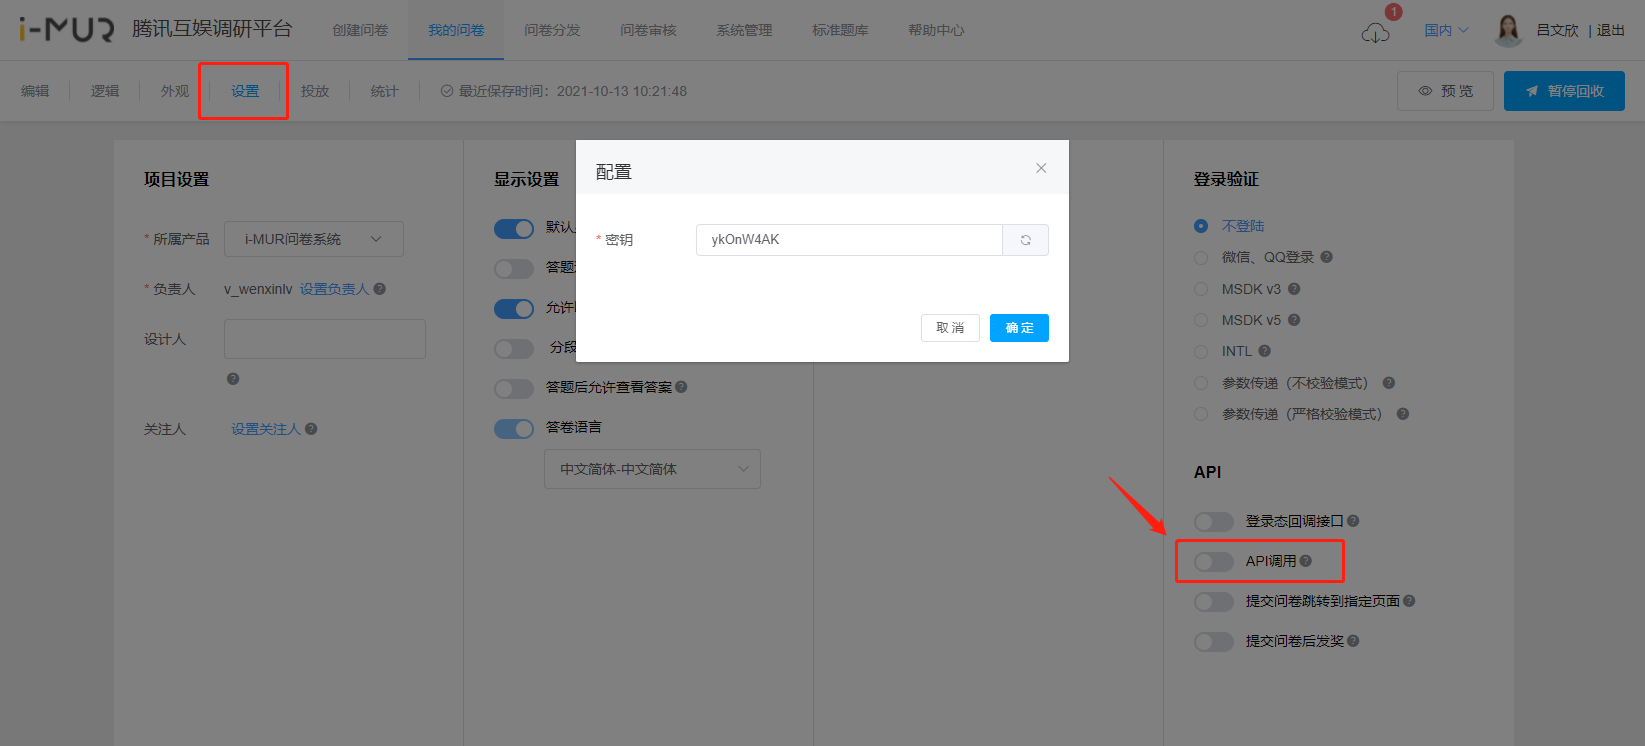 i-MUR 腾讯互娱调研平台 创建问卷 我的问卷 问卷分发 问卷审核 系统管理 标准题库 帮助中心 1 国内 吕文欣 | 退出
编辑 逻辑 外观 设置 投放 统计 最近保存时间：2021-10-13 10:21:48 预 览 暂停回收
项目设置
* 所属产品 i-MUR问卷系统
* 负责人 v_wenxinlv 设置负责人 ?
设计人
?
关注人 设置关注人 ?
显示设置
默认
答题
允许
分段
答题后允许查看答案 ?
答卷语言
中文简体-中文简体
配置
* 密钥 ykOnW4AK
取 消 确 定
登录验证
不登陆
微信、QQ登录 ?
MSDK v3 ?
MSDK v5 ?
INTL ?
参数传递（不校验模式） ?
参数传递（严格校验模式） ?
API
登录态回调接口 ?
API调用 ?
提交问卷跳转到指定页面 ?
提交问卷后发奖 ?